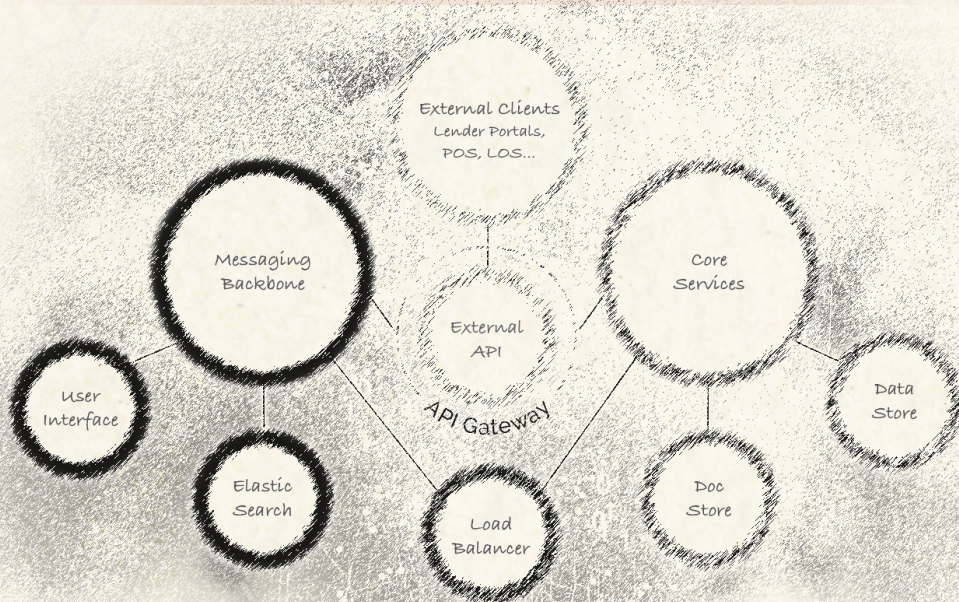 External Clients
Lender Portals,
POS, LOS...
Messaging
Backbone
Core
Services
External
API
API Gateway
User
Interface
Data
Store
Elastic
Search
Doc
Store
Load
Balancer